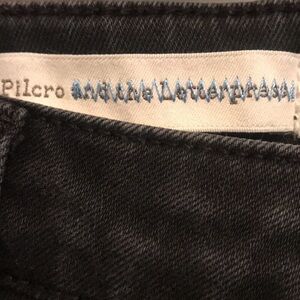 Pilcro and the Letterpress